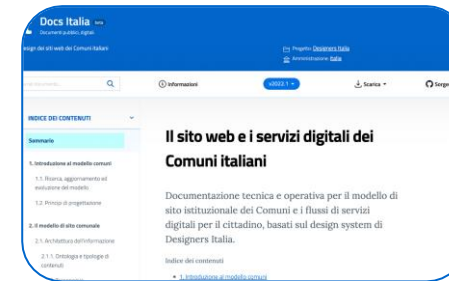 Docs Italia beta
Documenti pubblici, digitali
design dei siti web dei Comuni italiani
Progetto: Designers Italia
Amministrazione: Italia
Informazioni
v2022.1
Scarica
INDICE DEI CONTENUTI
Sommario
1. Introduzione al modello comuni
1.1. Ricerca, aggiornamento ed
evoluzione del modello
1.2. Principi di progettazione
2. Il modello di sito comunale
2.1. Architettura dell'informazione
2.1.1. Ontologia e tipologie di
contenuti
Il sito web e i servizi digitali dei
Comuni italiani
Documentazione tecnica e operativa per il modello di
sito istituzionale dei Comuni e i flussi di servizi
digitali per il cittadino, basati sul design system di
Designers Italia.
Indice dei contenuti
1. Introduzione al modello comuni